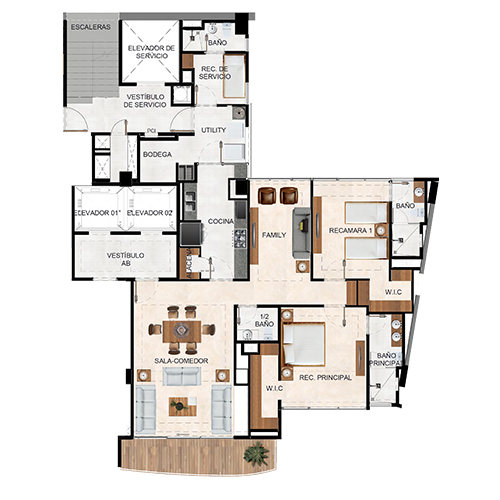 ESCALERAS
ELEVADOR DE
SERVICIO
BAÑO
REC. DE
SERVICIO
VESTÍBULO
DE SERVICIO
UTILITY
BODEGA
ELEVADOR 01
ELEVADOR 02
COCINA
FAMILY
RECAMARA 1
BAÑO
VESTÍBULO
AB
ALACENA
W.I.C
1/2
BAÑO
SALA-COMEDOR
REC. PRINCIPAL
BAÑO
PRINCIPAL
W.I.C